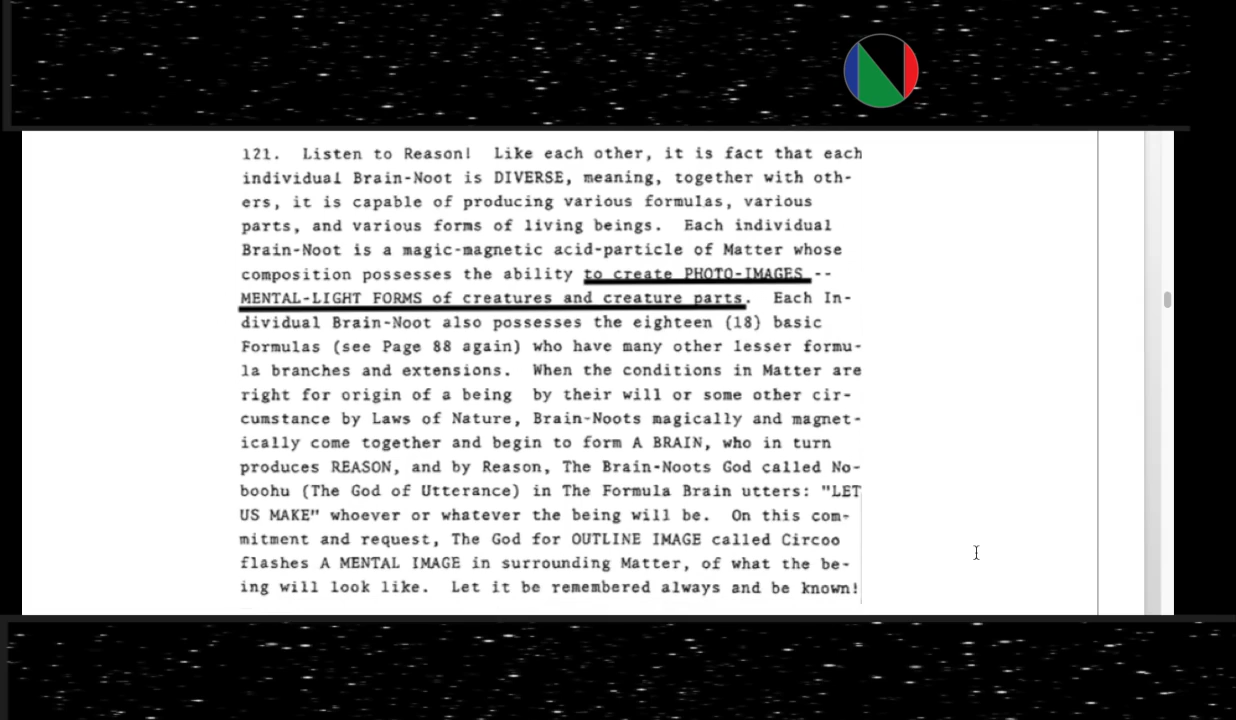 121.  Listen to Reason!  Like each other, it is fact that each
individual Brain-Noot is DIVERSE, meaning, together with oth-
ers, it is capable of producing various formulas, various
parts, and various forms of living beings.  Each individual
Brain-Noot is a magic-magnetic acid-particle of Matter whose
composition possesses the ability to create PHOTO-IMAGES --
MENTAL-LIGHT FORMS of creatures and creature parts.  Each In-
dividual Brain-Noot also possesses the eighteen (18) basic
Formulas (see Page 88 again) who have many other lesser formu-
la branches and extensions.  When the conditions in Matter are
right for origin of a being  by their will or some other cir-
cumstance by Laws of Nature, Brain-Noots magically and magnet-
ically come together and begin to form A BRAIN, who in turn
produces REASON, and by Reason, The Brain-Noots God called No-
boohu (The God of Utterance) in The Formula Brain utters: "LET
US MAKE" whoever or whatever the being will be.  On this com-
mitment and request, The God for OUTLINE IMAGE called Circoo
flashes A MENTAL IMAGE in surrounding Matter, of what the be-
ing will look like.  Let it be remembered always and be known!